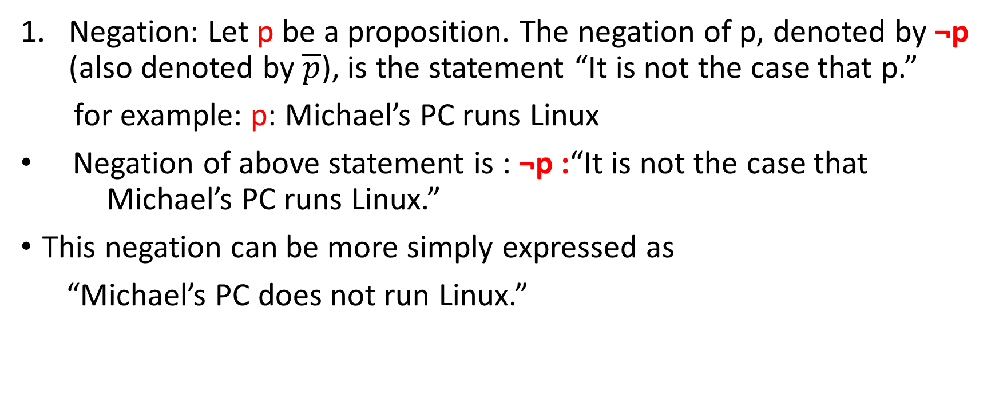 1. Negation: Let p be a proposition. The negation of p, denoted by ¬p
(also denoted by p̅), is the statement “It is not the case that p.”
for example: p: Michael’s PC runs Linux
• Negation of above statement is : ¬p :“It is not the case that
Michael’s PC runs Linux.”
• This negation can be more simply expressed as
“Michael’s PC does not run Linux.”